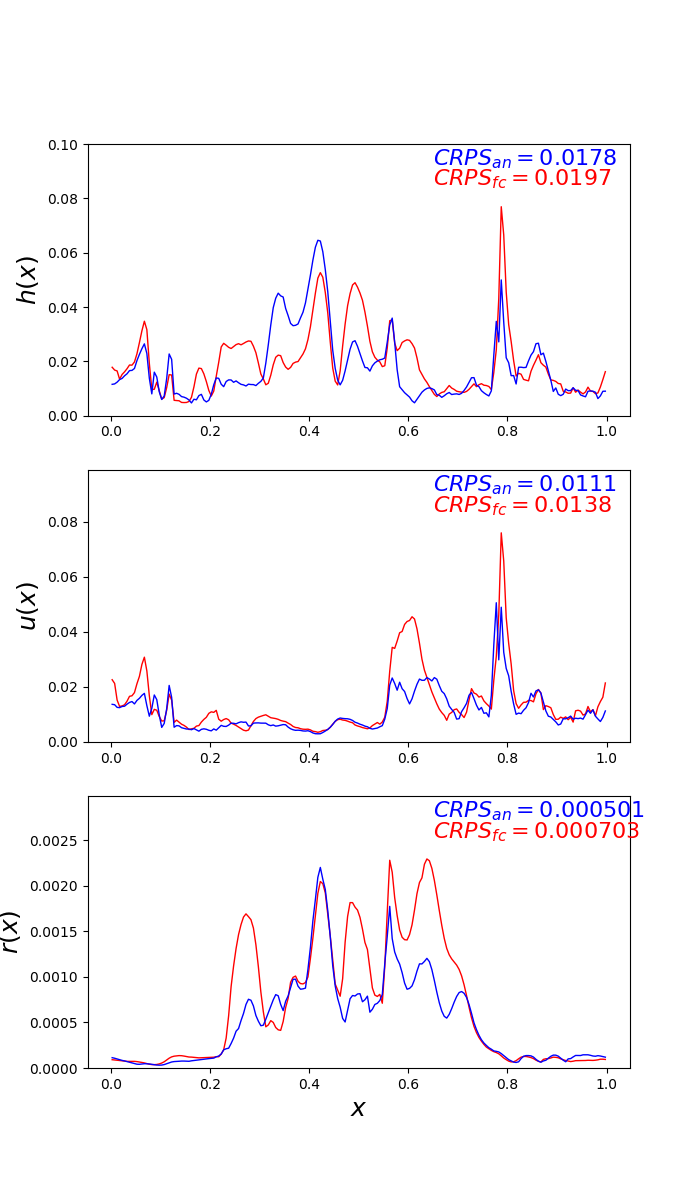 0.10
0.08
0.06
0.04
0.02
0.00
h(x)
CRPS_an = 0.0178
CRPS_fc = 0.0197
0.0 0.2 0.4 0.6 0.8 1.0
0.08
0.06
0.04
0.02
0.00
u(x)
CRPS_an = 0.0111
CRPS_fc = 0.0138
0.0 0.2 0.4 0.6 0.8 1.0
0.0025
0.0020
0.0015
0.0010
0.0005
0.0000
r(x)
CRPS_an = 0.000501
CRPS_fc = 0.000703
0.0 0.2 0.4 0.6 0.8 1.0
x